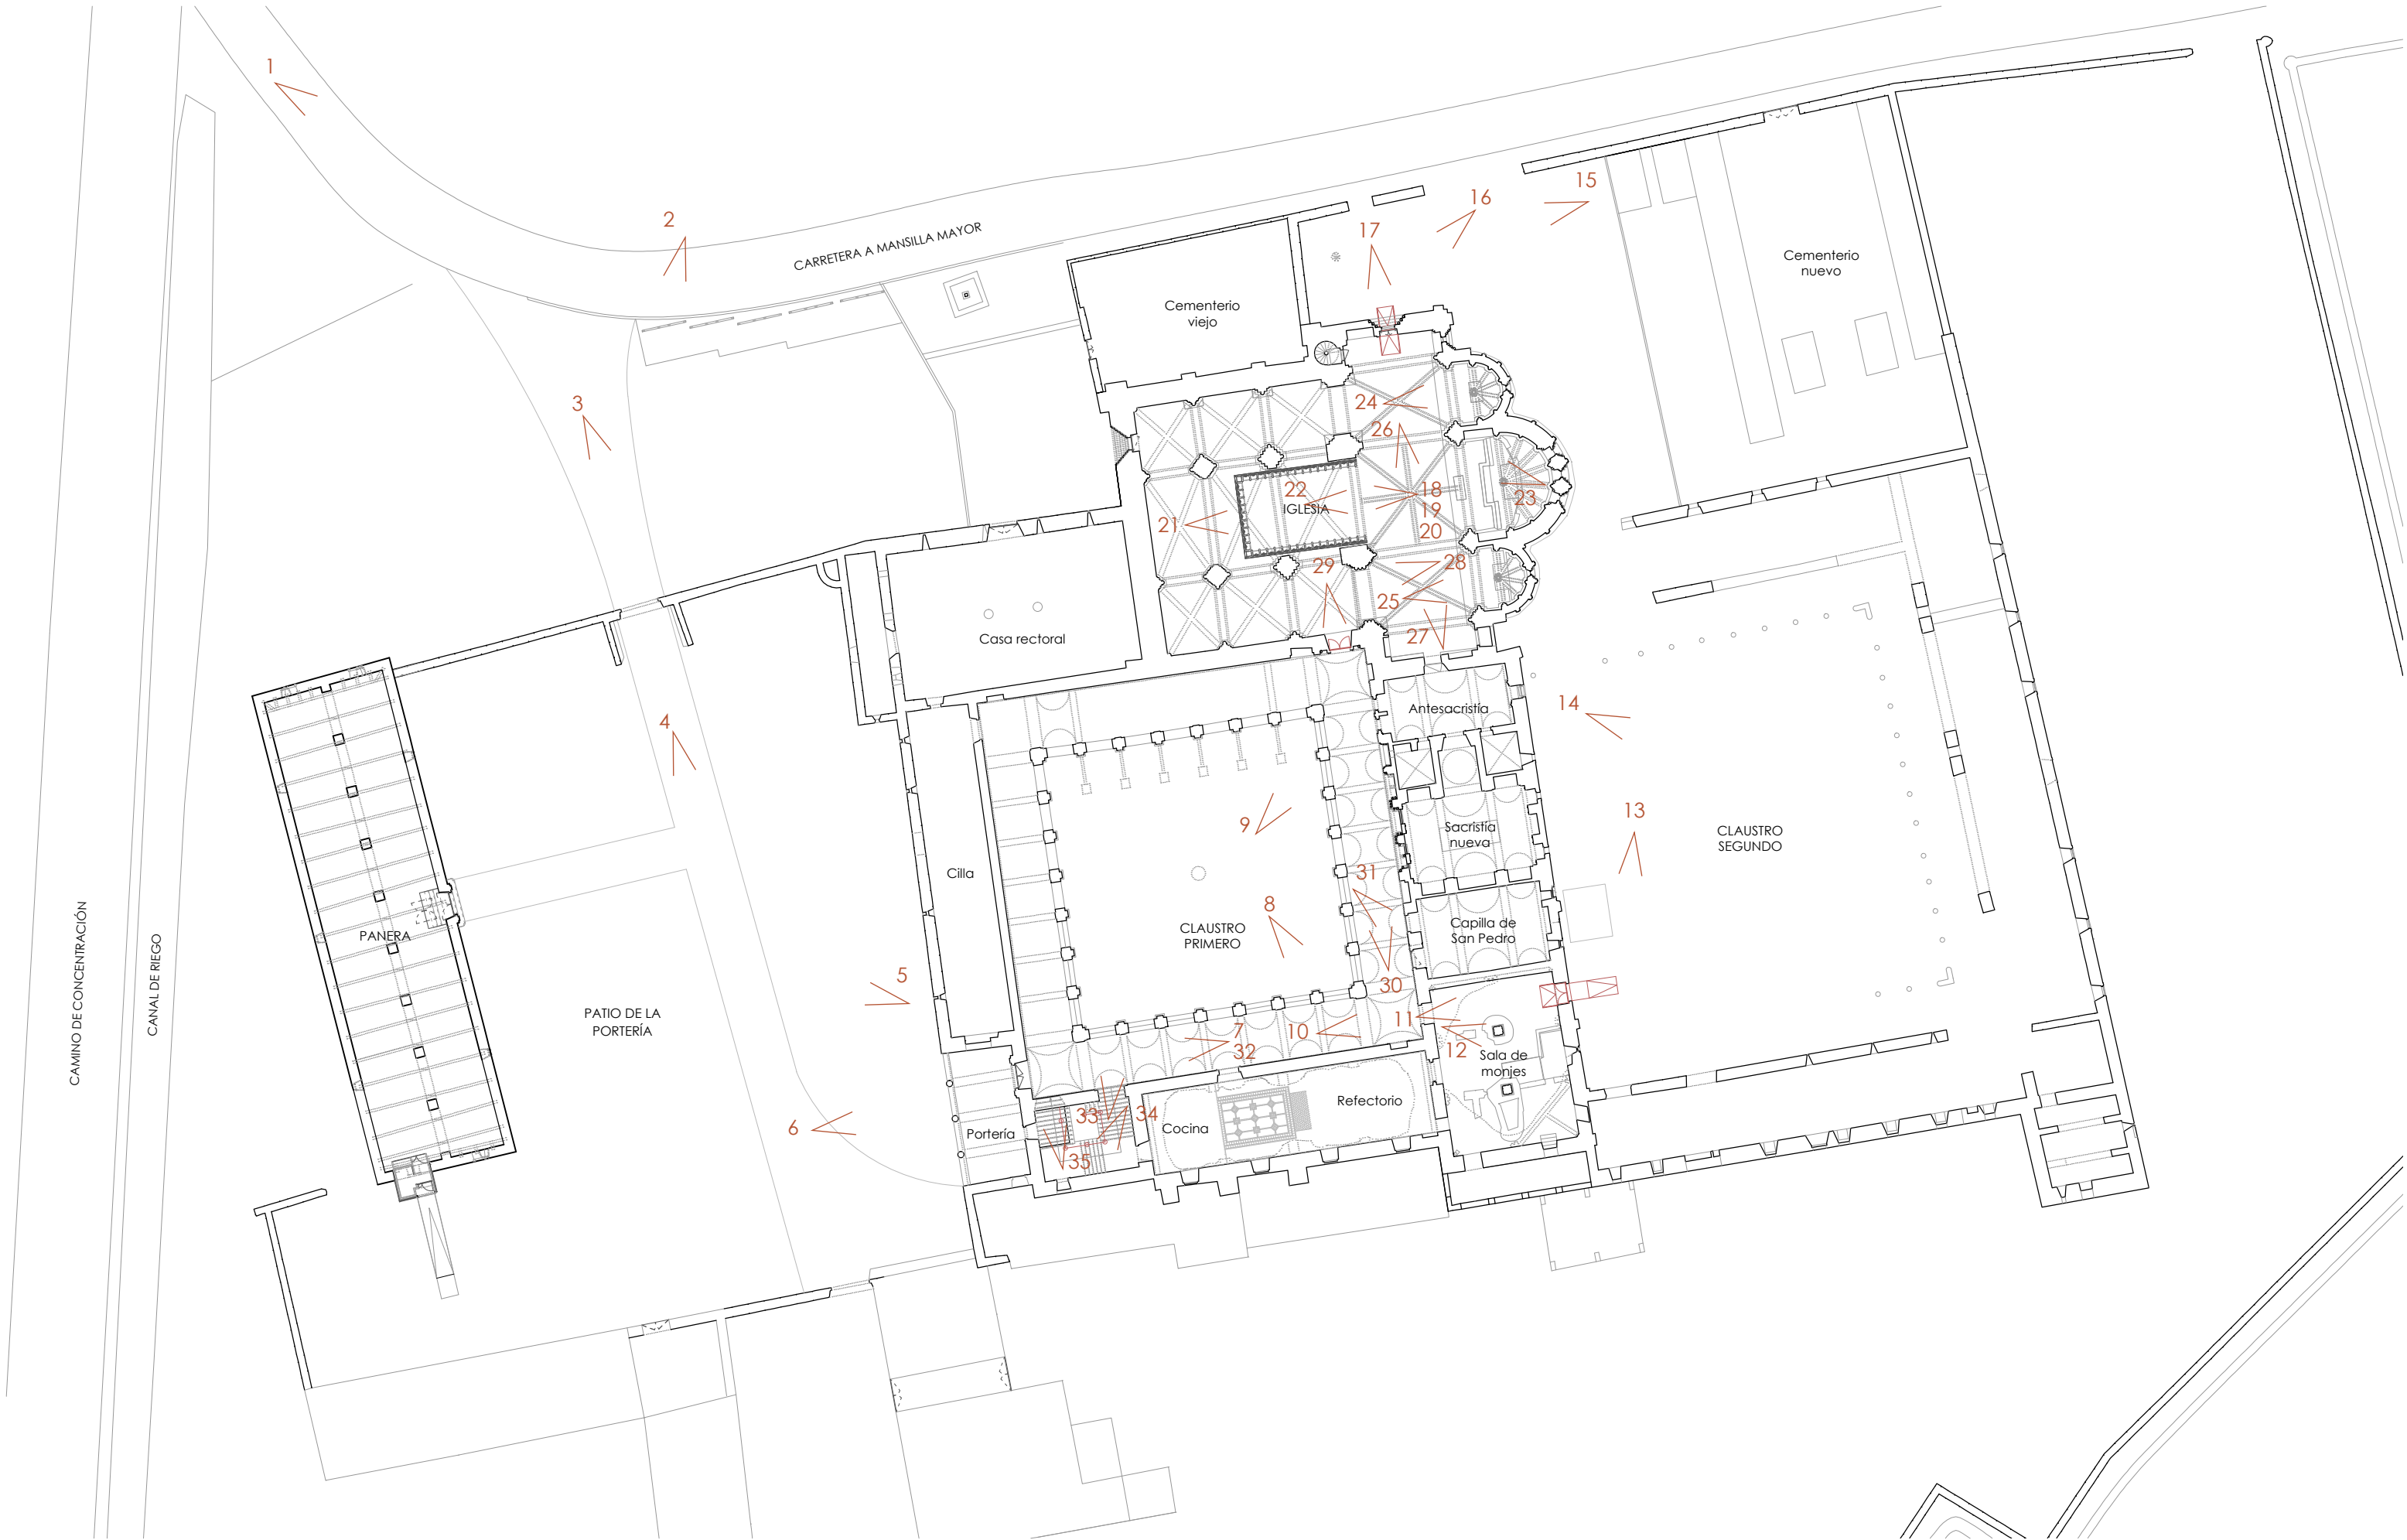 1
2
CARRETERA A MANSILLA MAYOR
15
16
17
Cementerio
nuevo
Cementerio
viejo
3
24
26
22
18
23
IGLESIA
19
21
20
29
28
25
27
Casa rectoral
14
Antesacristía
4
13
9
Sacristía
nueva
CLAUSTRO
SEGUNDO
Cilla
31
8
CLAUSTRO
PRIMERO
Capilla de
San Pedro
PANERA
CAMINO DE CONCENTRACIÓN
CANAL DE RIEGO
5
30
PATIO DE LA
PORTERÍA
11
7
10
32
12
Sala de
monjes
6
Portería
33
34
Cocina
Refectorio
35